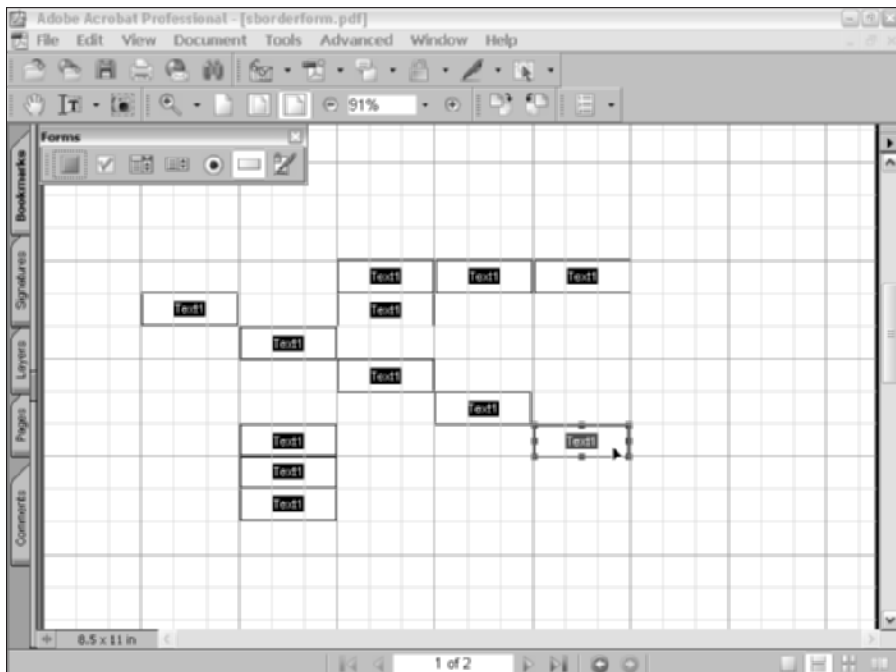 Adobe Acrobat Professional - [sborderform.pdf]
File Edit View Document Tools Advanced Window Help
91%
Forms
Bookmarks
Signatures
Layers
Pages
Comments
Text1 Text1 Text1
Text1 Text1
Text1
Text1
Text1
Text1 Text1
Text1
Text1
8.5 x 11 in
1 of 2